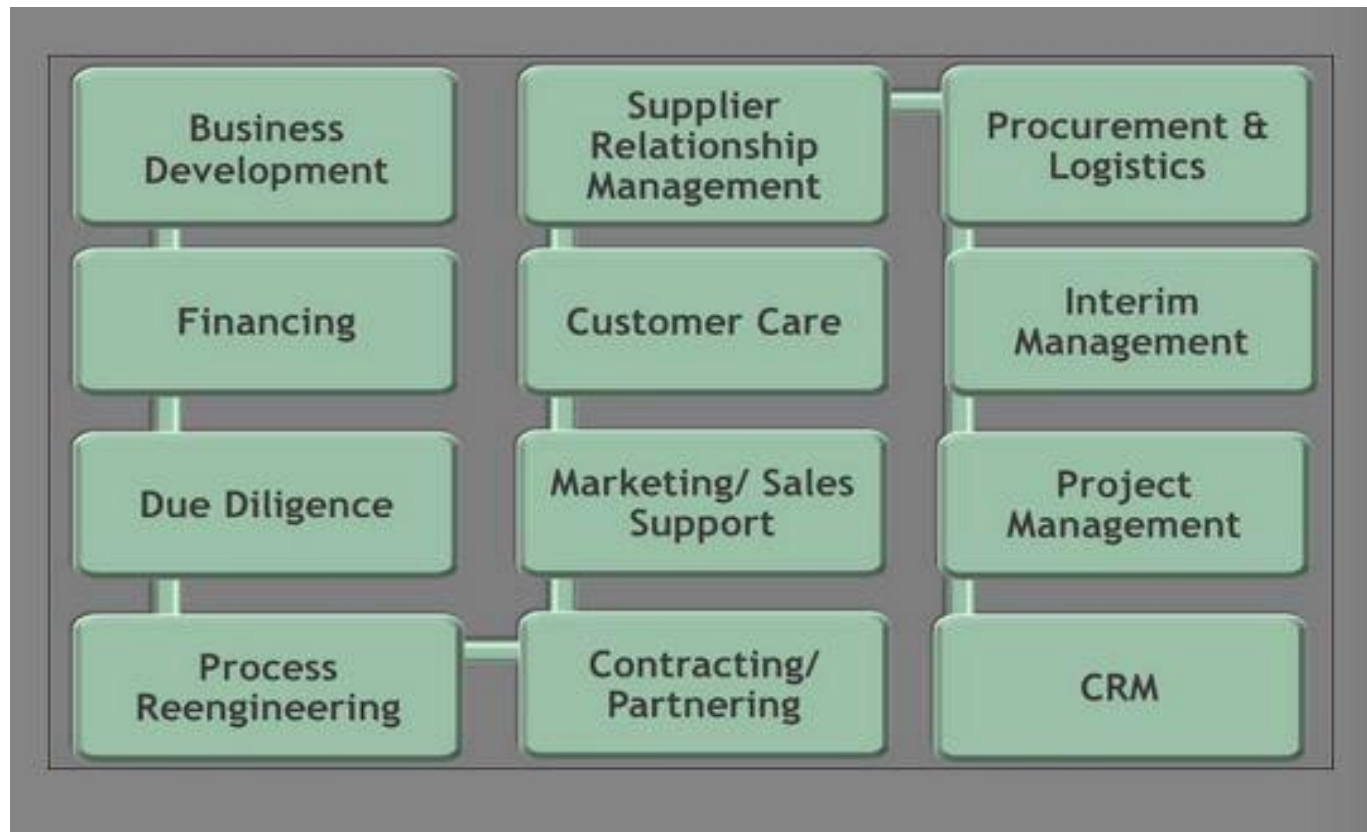 Business
Development
Financing
Due Diligence
Process
Reengineering
Contracting/
Partnering
Marketing/ Sales
Support
Customer Care
Supplier
Relationship
Management
Procurement &
Logistics
Interim
Management
Project
Management
CRM